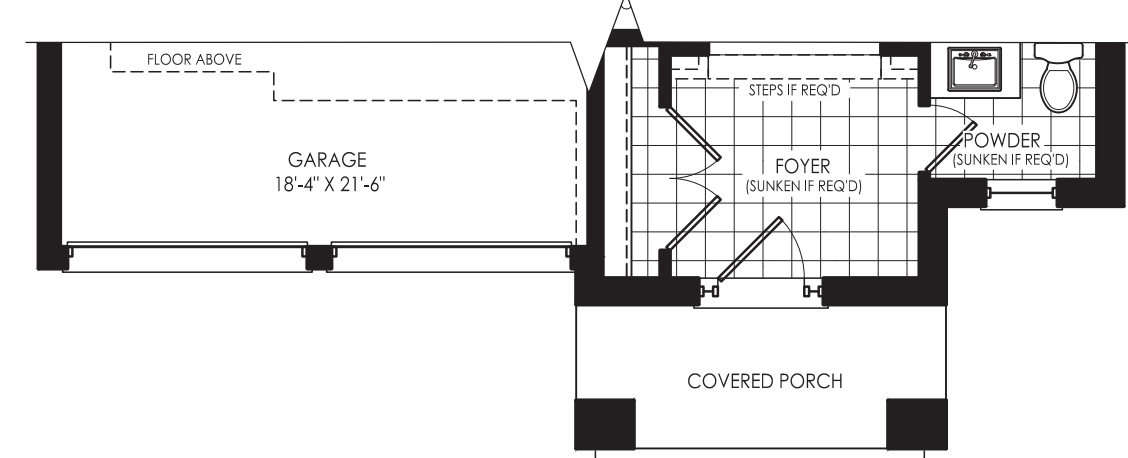 FLOOR ABOVE
GARAGE
18'-4" X 21'-6"
STEPS IF REQ'D
FOYER
(SUNKEN IF REQ'D)
POWDER
(SUNKEN IF REQ'D)
COVERED PORCH